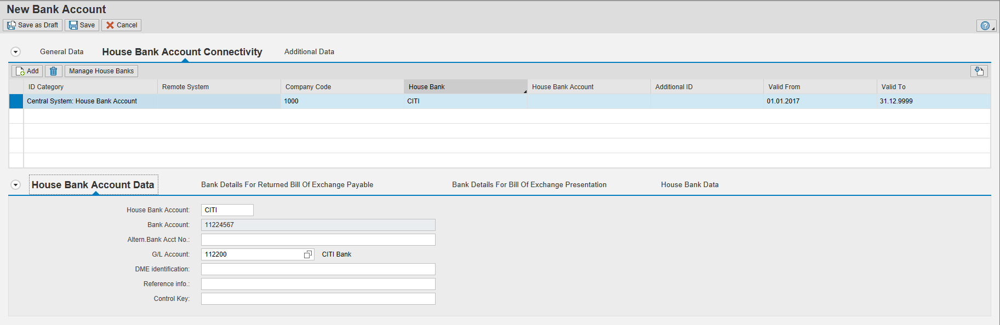 New Bank Account
Save as Draft Save Cancel
General Data House Bank Account Connectivity Additional Data
Add Manage House Banks
ID Category Remote System Company Code House Bank House Bank Account Additional ID Valid From Valid To
Central System: House Bank Account 1000 CITI 01.01.2017 31.12.9999
House Bank Account Data Bank Details For Returned Bill Of Exchange Payable Bank Details For Bill Of Exchange Presentation House Bank Data
House Bank Account: CITI
Bank Account: 11224567
Altern.Bank Acct No.:
G/L Account: 112200 CITI Bank
DME identification:
Reference info.:
Control Key: